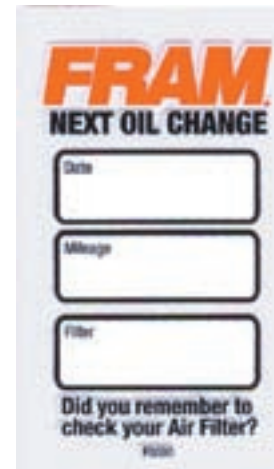 FRAM
NEXT OIL CHANGE
Date
Mileage
Filter
Did you remember to
check your Air Filter?